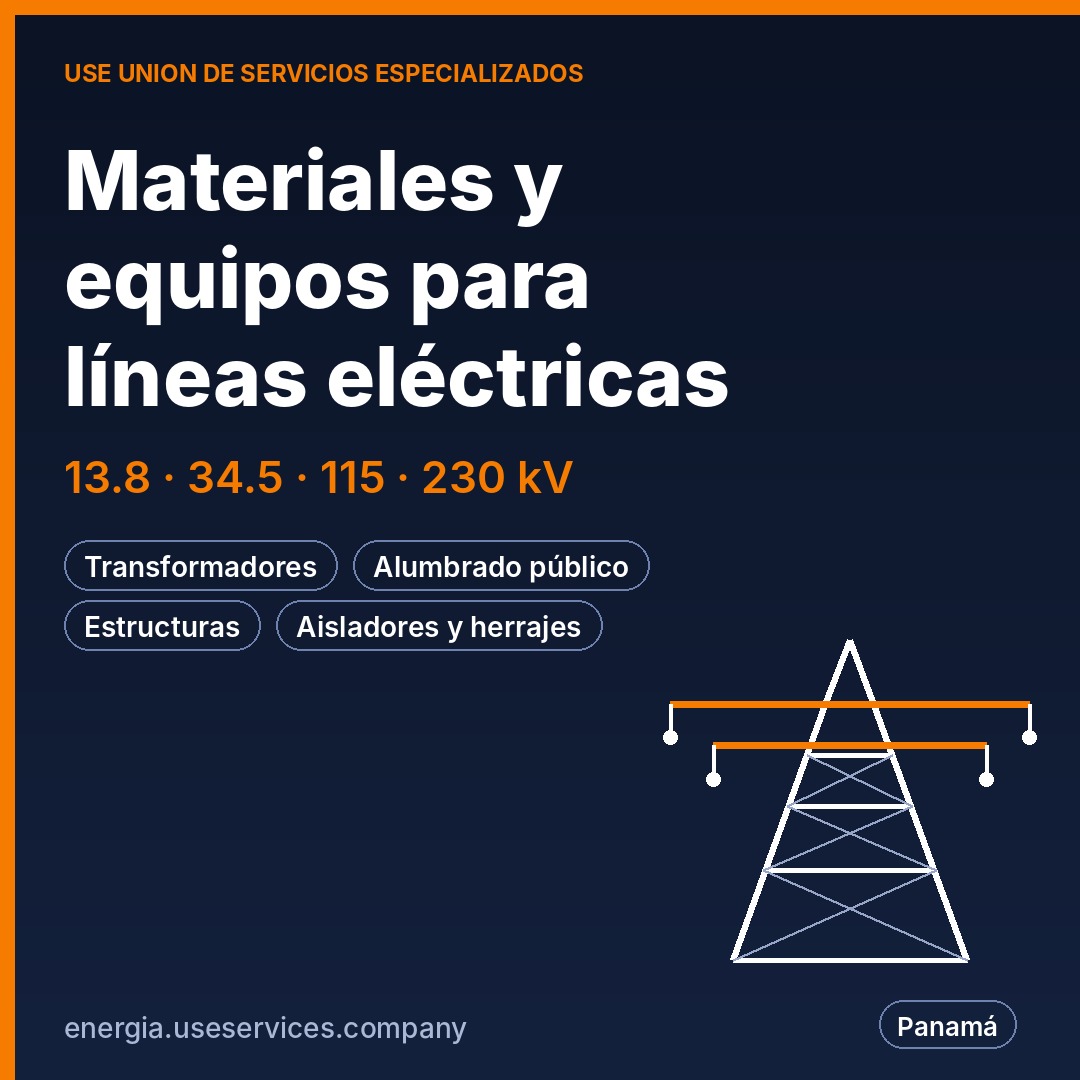 USE UNION DE SERVICIOS ESPECIALIZADOS
Materiales y
equipos para
líneas eléctricas
13.8 · 34.5 · 115 · 230 kV
Transformadores
Alumbrado público
Estructuras
Aisladores y herrajes
energia.useservices.company
Panamá